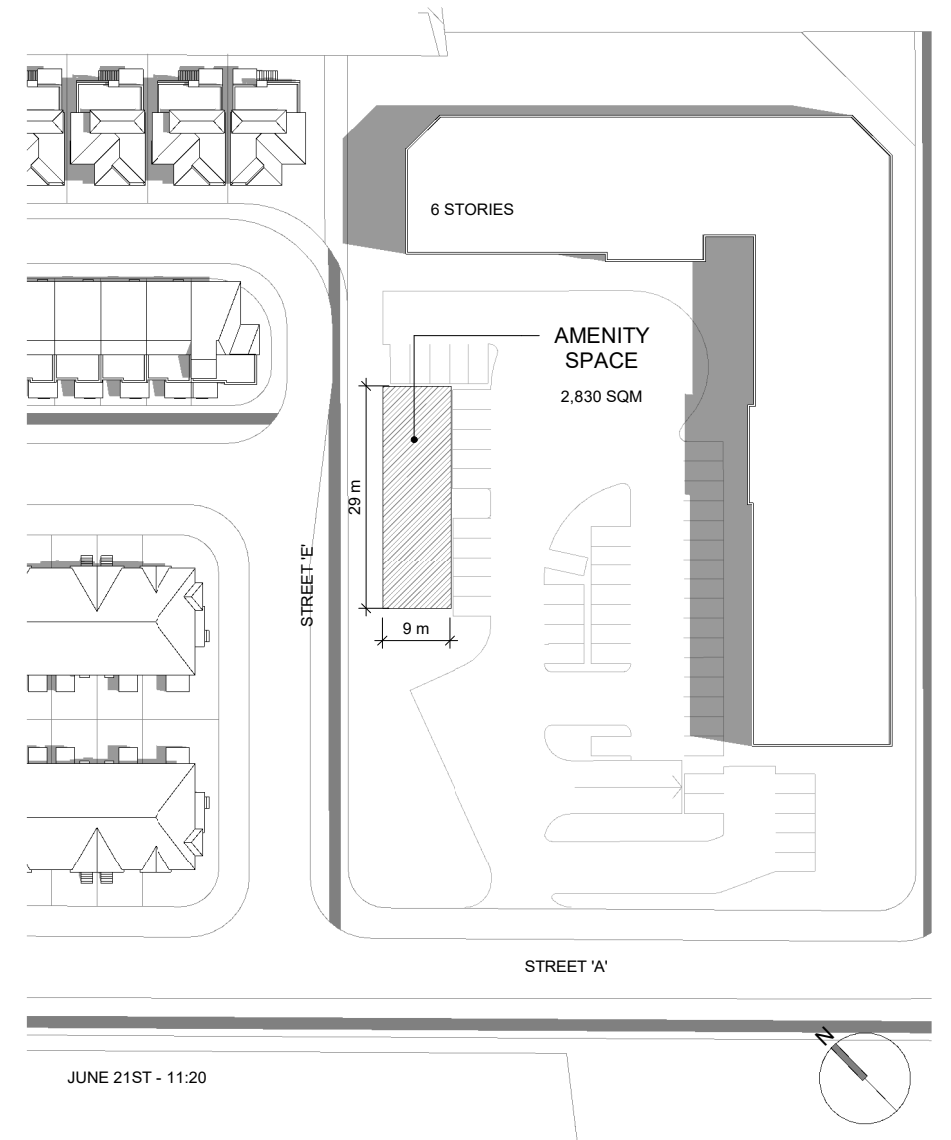 6 STORIES
AMENITY
SPACE
2,830 SQM
29 m
9 m
STREET 'E'
STREET 'A'
N
JUNE 21ST - 11:20